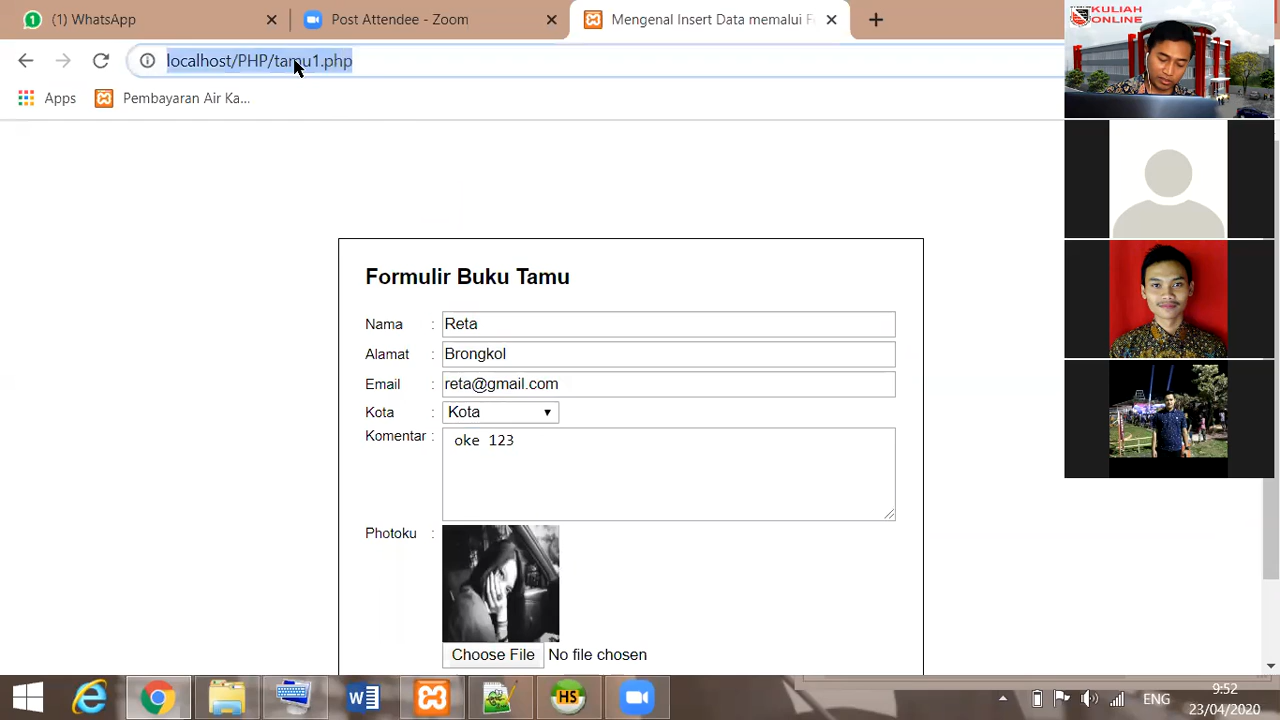 (1) WhatsApp
Post Attendee - Zoom
Mengenal Insert Data memalui F
localhost/PHP/tamu1.php
Apps
Pembayaran Air Ka...
KULIAH
ONLINE
Formulir Buku Tamu
Nama : Reta
Alamat : Brongkol
Email : reta@gmail.com
Kota : Kota
Komentar : oke 123
Photoku :
Choose File No file chosen
HS
ENG
9:52
23/04/2020